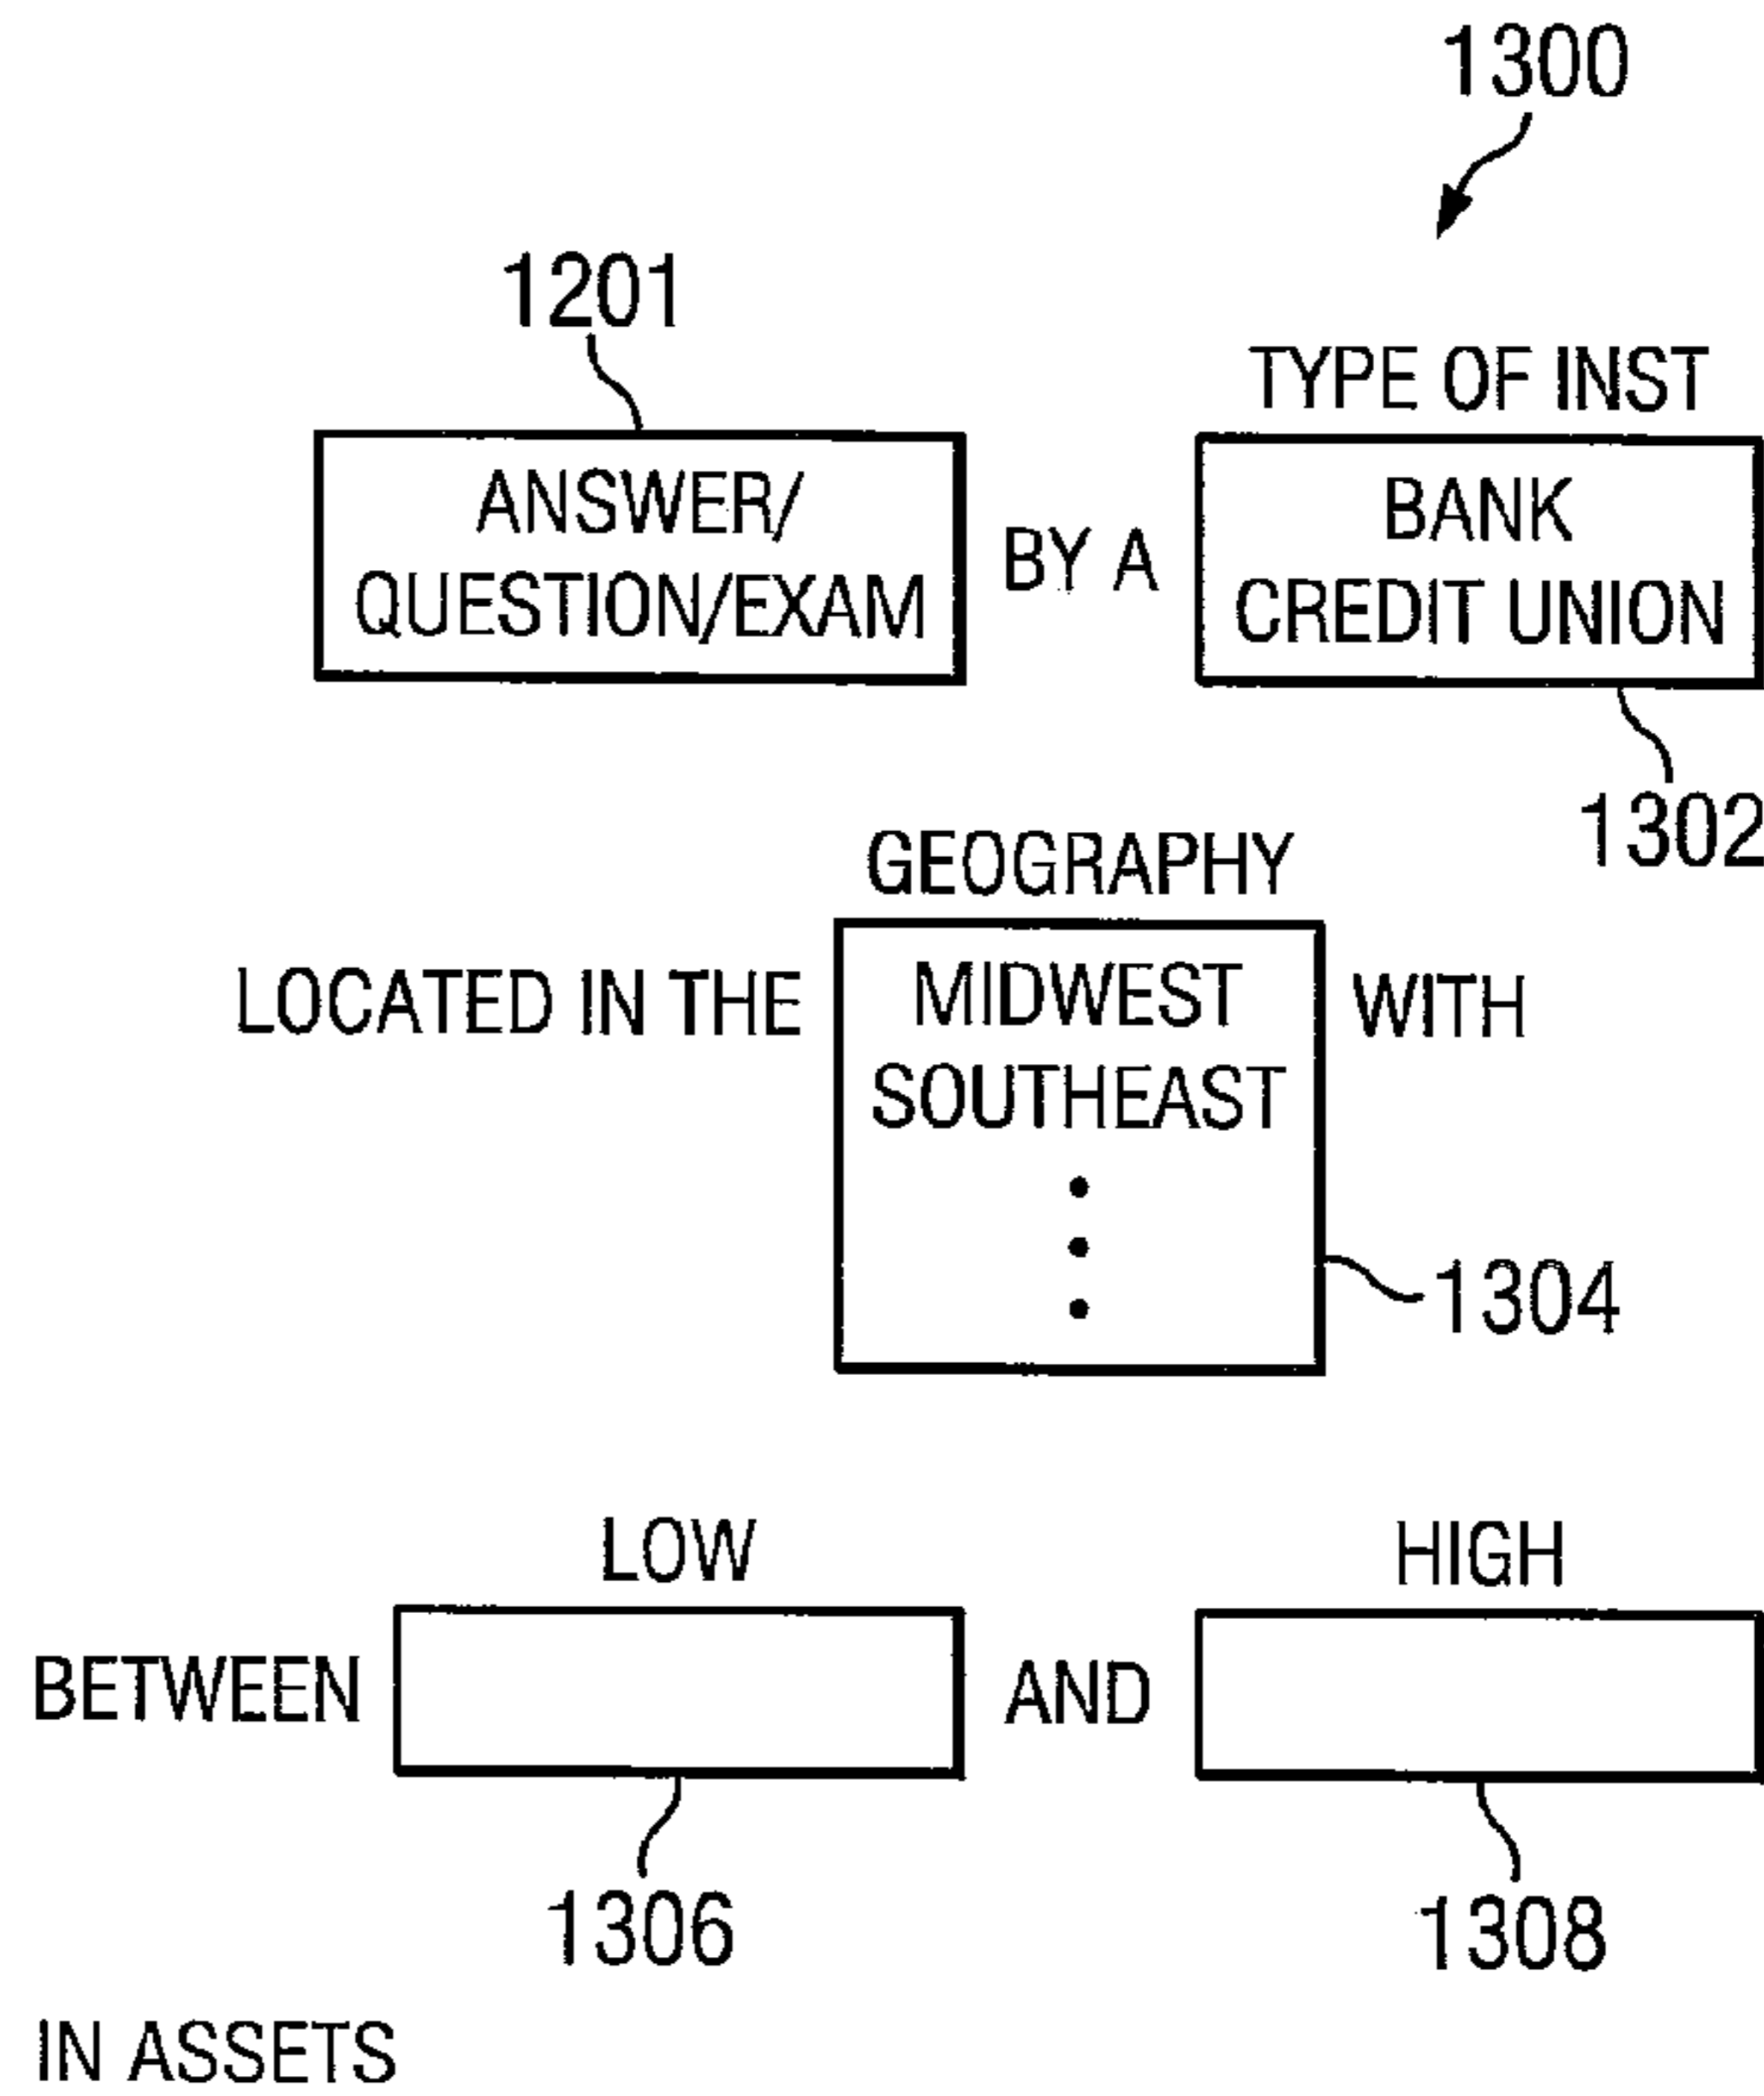 1300
1201
TYPE OF INST
ANSWER/
QUESTION/EXAM
BY A
BANK
CREDIT UNION
1302
GEOGRAPHY
LOCATED IN THE
MIDWEST
SOUTHEAST
WITH
1304
LOW
HIGH
BETWEEN
AND
1306
1308
IN ASSETS